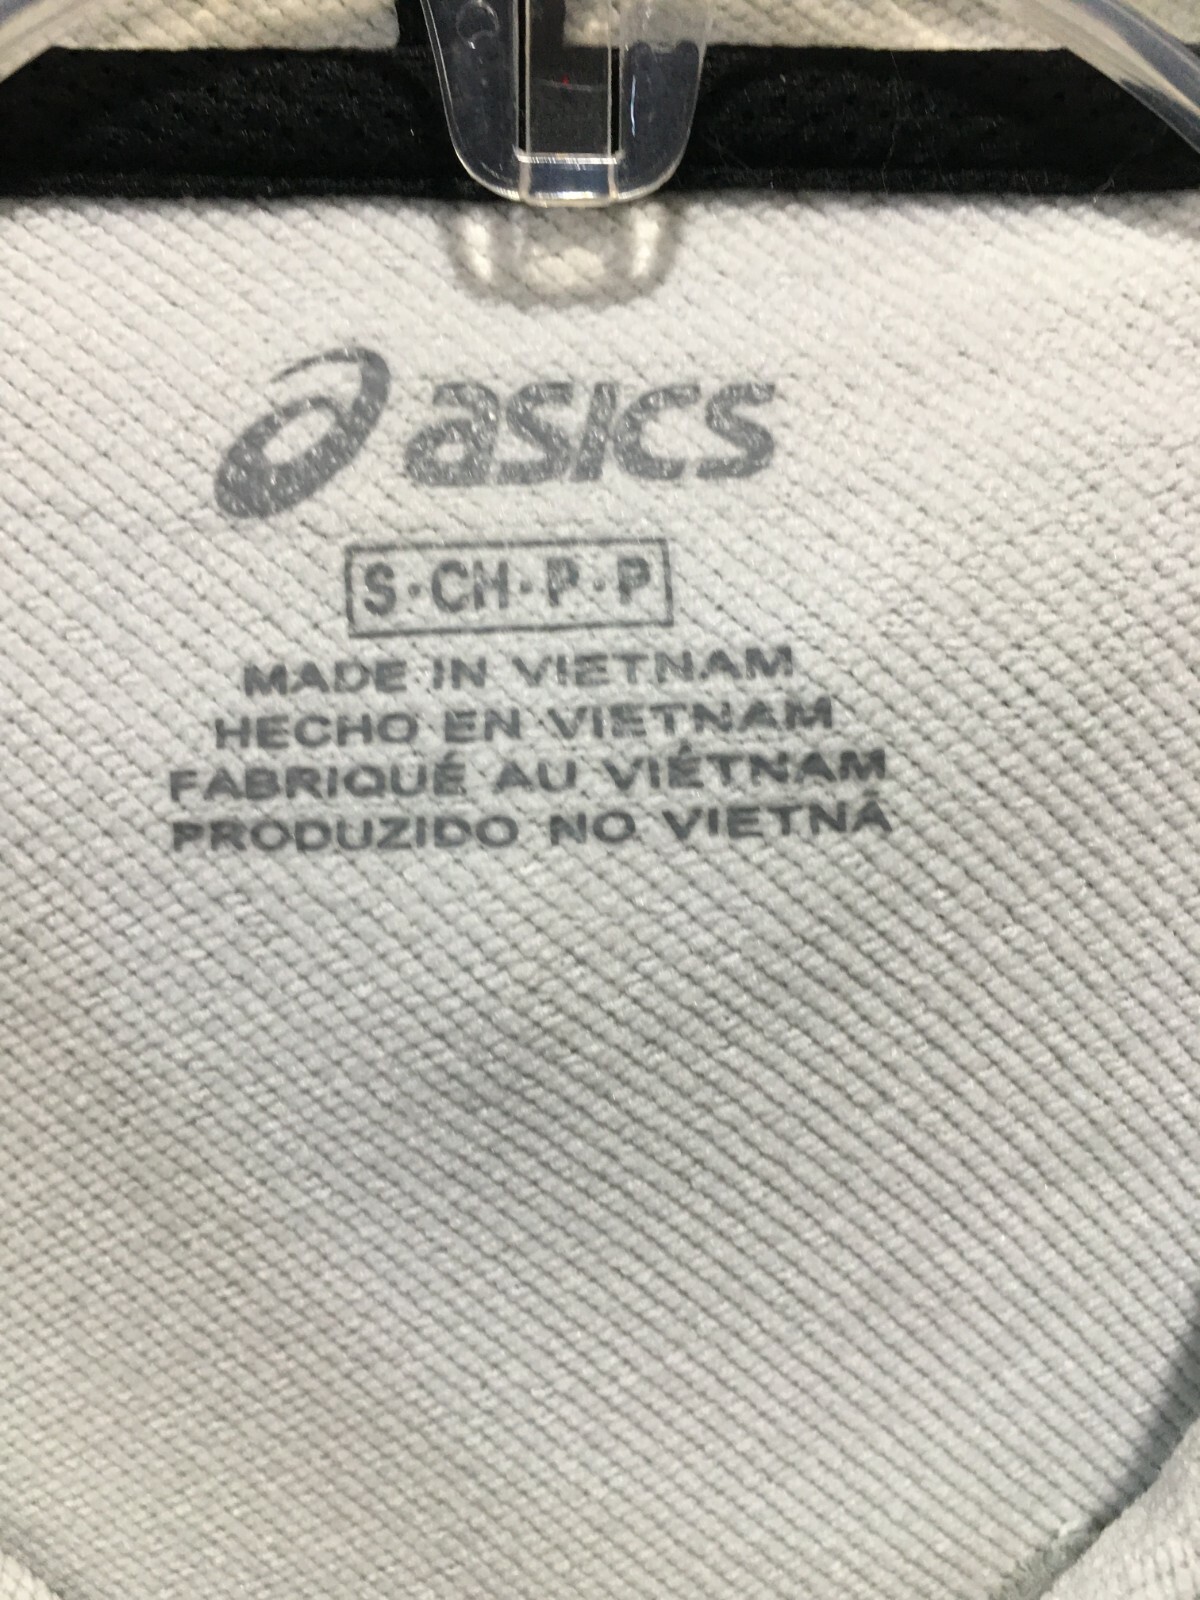 asics
S·CH·P·P
MADE IN VIETNAM
HECHO EN VIETNAM
FABRIQUÉ AU VIÉTNAM
PRODUZIDO NO VIETNÃ